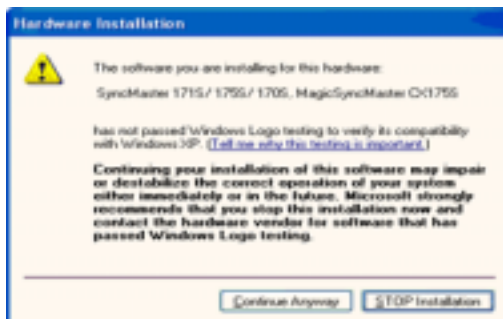 Hardware Installation
The software you are installing for this hardware:
SyncMaster 171S/ 175S/ 170S, MagicSyncMaster CX175S
has not passed Windows Logo testing to verify its compatibility
with Windows XP. (Tell me why this testing is important.)
Continuing your installation of this software may impair
or destabilize the correct operation of your system
either immediately or in the future. Microsoft strongly
recommends that you stop this installation now and
contact the hardware vendor for software that has
passed Windows Logo testing.
Continue Anyway
STOP Installation